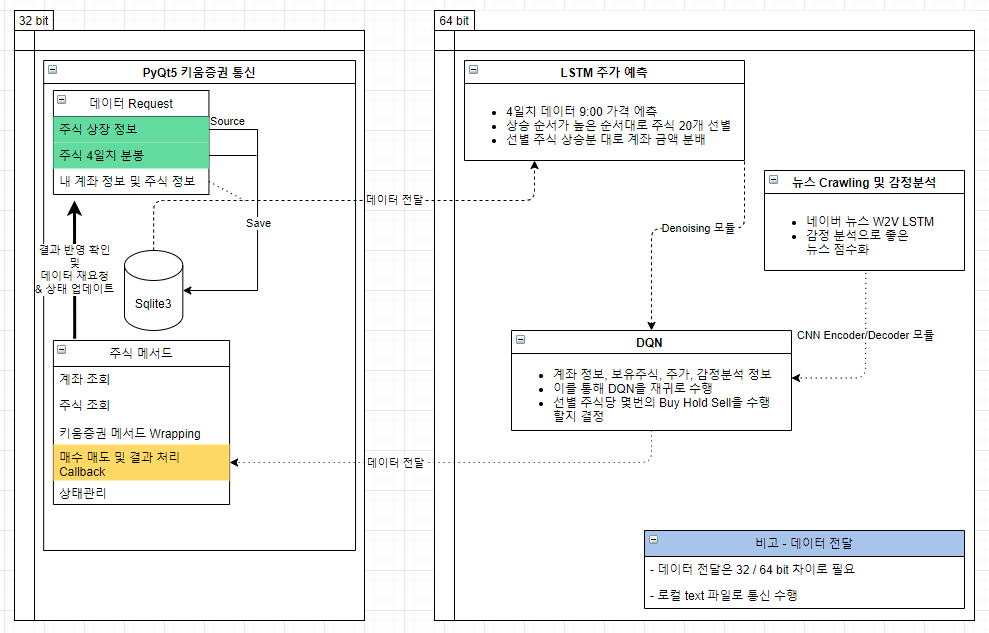 32 bit
PyQt5 키움증권 통신
데이터 Request
주식 상장 정보
주식 4일치 분봉
내 계좌 정보 및 주식 정보
Source
Save
결과 반영 확인
및
데이터 재요청
& 상태 업데이트
Sqlite3
주식 메서드
계좌 조회
주식 조회
키움증권 메서드 Wrapping
매수 매도 및 결과 처리
Callback
상태관리
데이터 전달
데이터 전달
64 bit
LSTM 주가 예측
• 4일치 데이터 9:00 가격 예측
• 상승 순서가 높은 순서대로 주식 20개 선별
• 선별 주식 상승분 대로 계좌 금액 분배
뉴스 Crawling 및 감정분석
• 네이버 뉴스 W2V LSTM
• 감정 분석으로 좋은
뉴스 점수화
Denoising 모듈
CNN Encoder/Decoder 모듈
DQN
• 계좌 정보, 보유주식, 주가, 감정분석 정보
• 이를 통해 DQN을 재귀로 수행
• 선별 주식당 몇번의 Buy Hold Sell을 수행
할지 결정
비고 - 데이터 전달
- 데이터 전달은 32 / 64 bit 차이로 필요
- 로컬 text 파일로 통신 수행